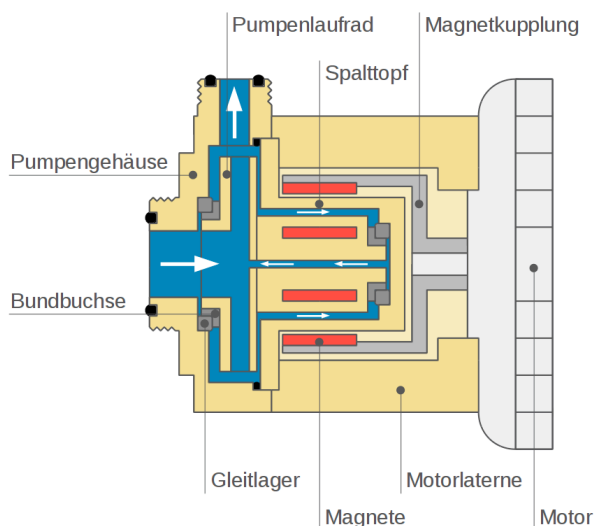 Pumpenlaufrad
Magnetkupplung
Spalttopf
Pumpengehäuse
Bundbuchse
Gleitlager
Motorlaterne
Magnete
Motor